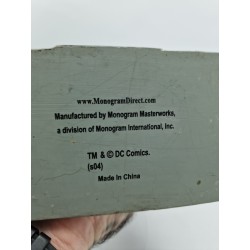 www.MonogramDirect.com
Manufactured by Monogram Masterworks,
a division of Monogram International, Inc.
TM & © DC Comics.
(s04)
Made In China